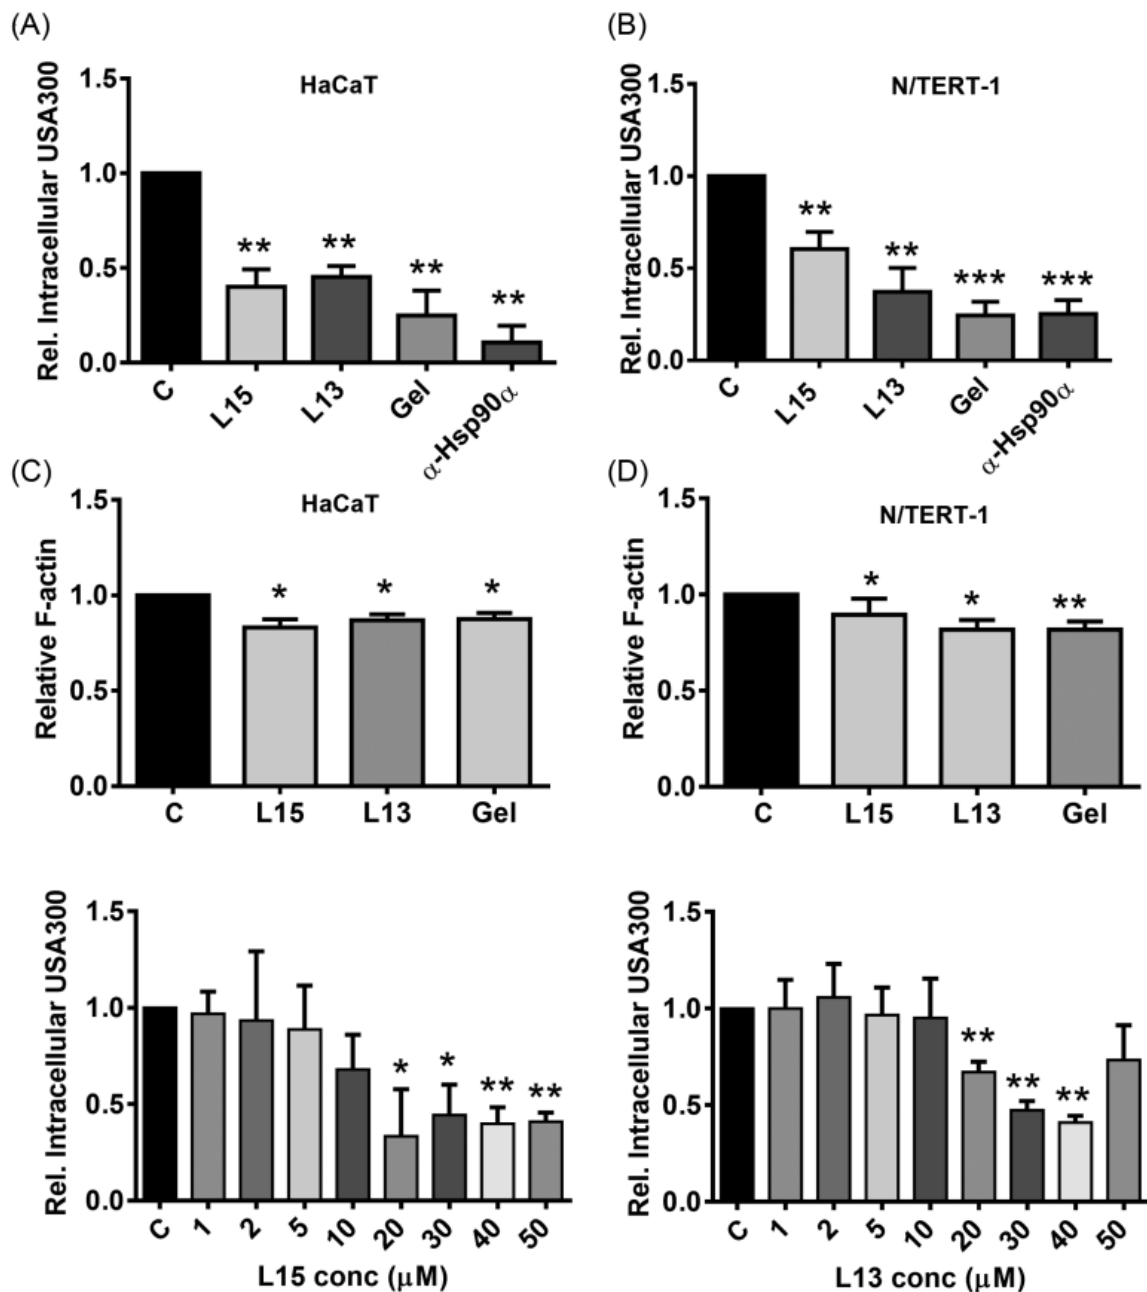 (A)
HaCaT
Rel. Intracellular USA300
1.5
1.0
0.5
0.0
**
**
**
**
C
L15
L13
Gel
α-Hsp90α
(B)
N/TERT-1
Rel. Intracellular USA300
1.5
1.0
0.5
0.0
**
**
***
***
C
L15
L13
Gel
α-Hsp90α
(C)
HaCaT
Relative F-actin
1.5
1.0
0.5
0.0
*
*
*
C
L15
L13
Gel
(D)
N/TERT-1
Relative F-actin
1.5
1.0
0.5
0.0
*
*
**
C
L15
L13
Gel
Rel. Intracellular USA300
1.5
1.0
0.5
0.0
*
*
**
**
C
1
2
5
10
20
30
40
50
L15 conc (μM)
Rel. Intracellular USA300
1.5
1.0
0.5
0.0
**
**
**
C
1
2
5
10
20
30
40
50
L13 conc (μM)